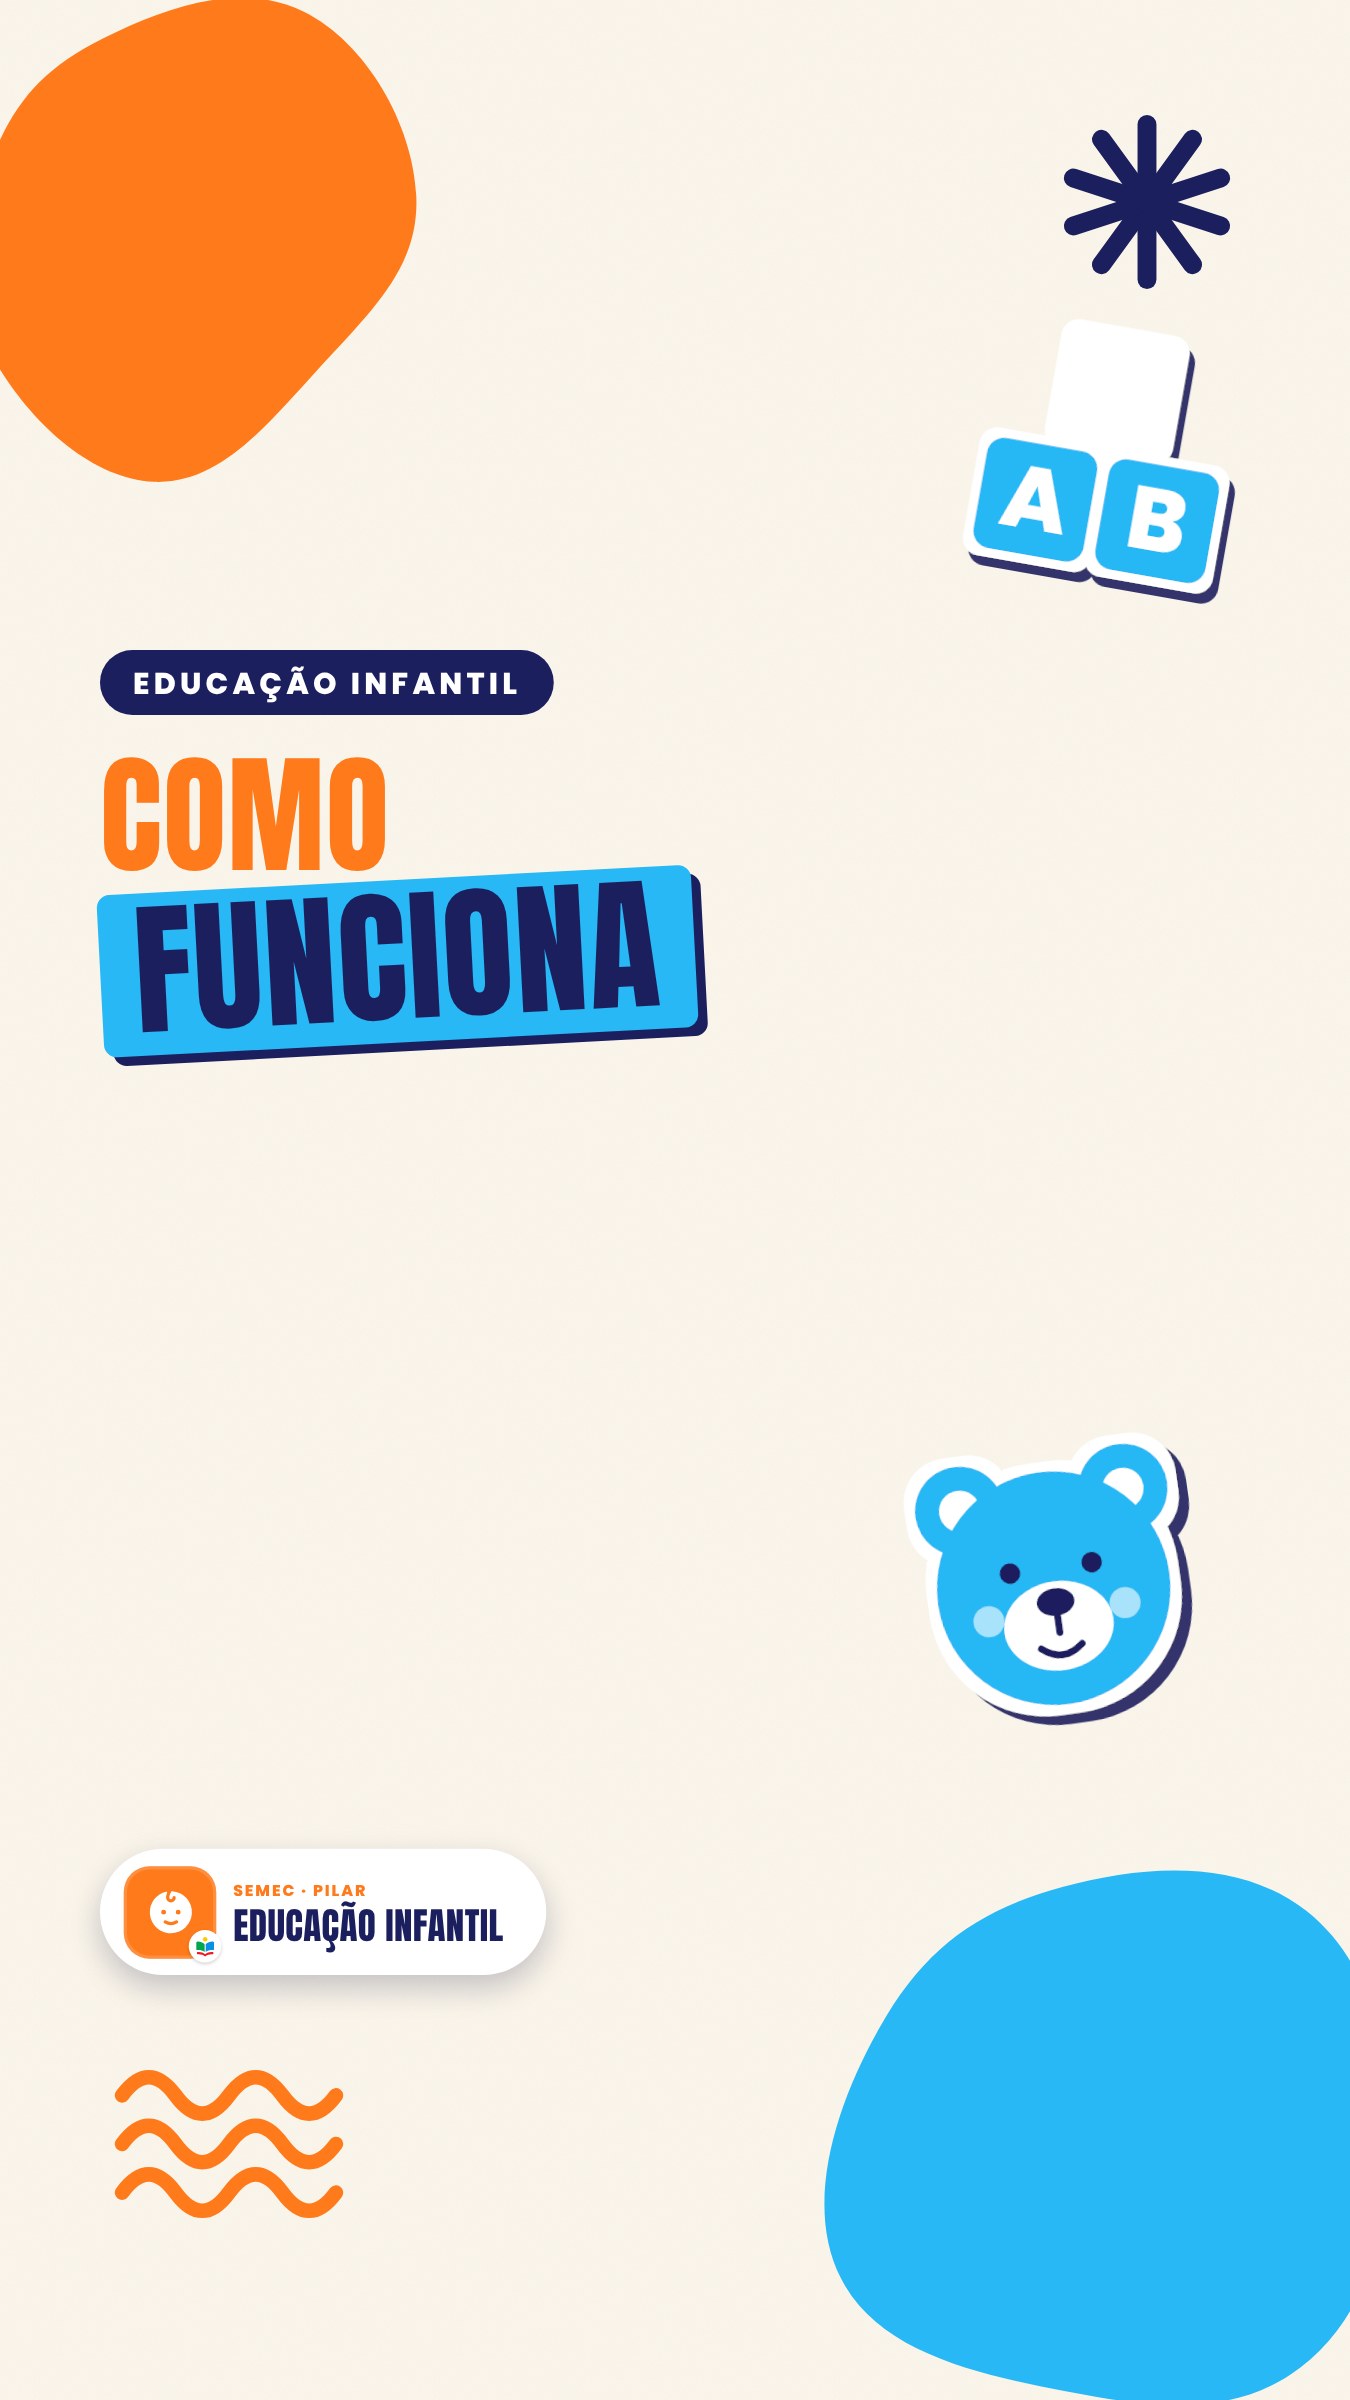 A B
EDUCAÇÃO INFANTIL
COMO
FUNCIONA
SEMEC · PILAR
EDUCAÇÃO INFANTIL